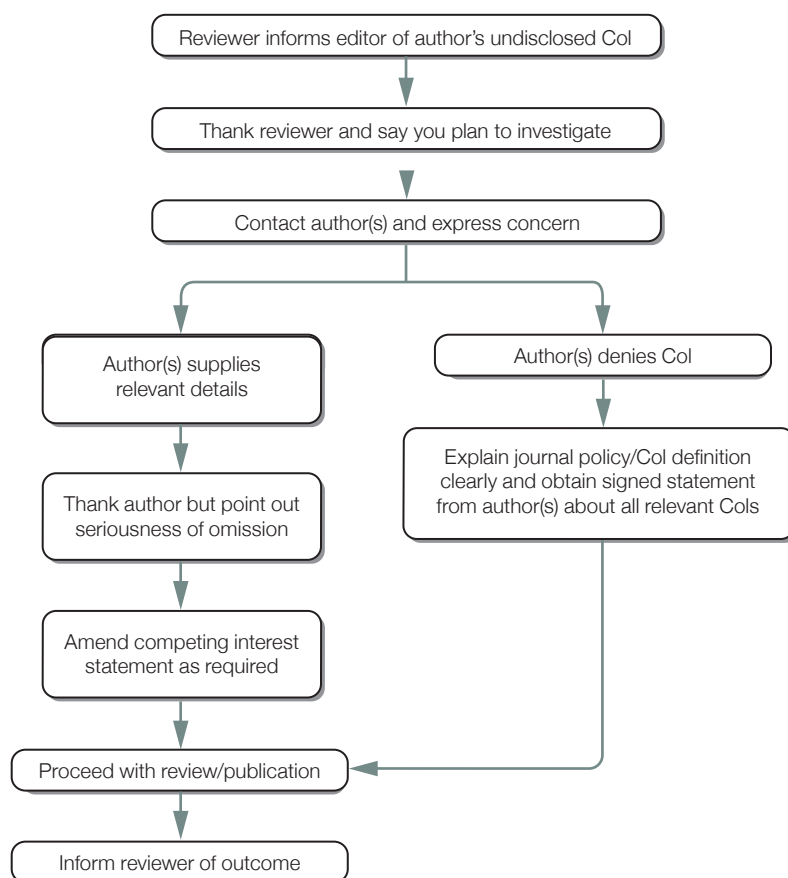 Reviewer informs editor of author’s undisclosed CoI
Thank reviewer and say you plan to investigate
Contact author(s) and express concern
Author(s) supplies
relevant details
Thank author but point out
seriousness of omission
Amend competing interest
statement as required
Author(s) denies CoI
Explain journal policy/CoI definition
clearly and obtain signed statement
from author(s) about all relevant CoIs
Proceed with review/publication
Inform reviewer of outcome